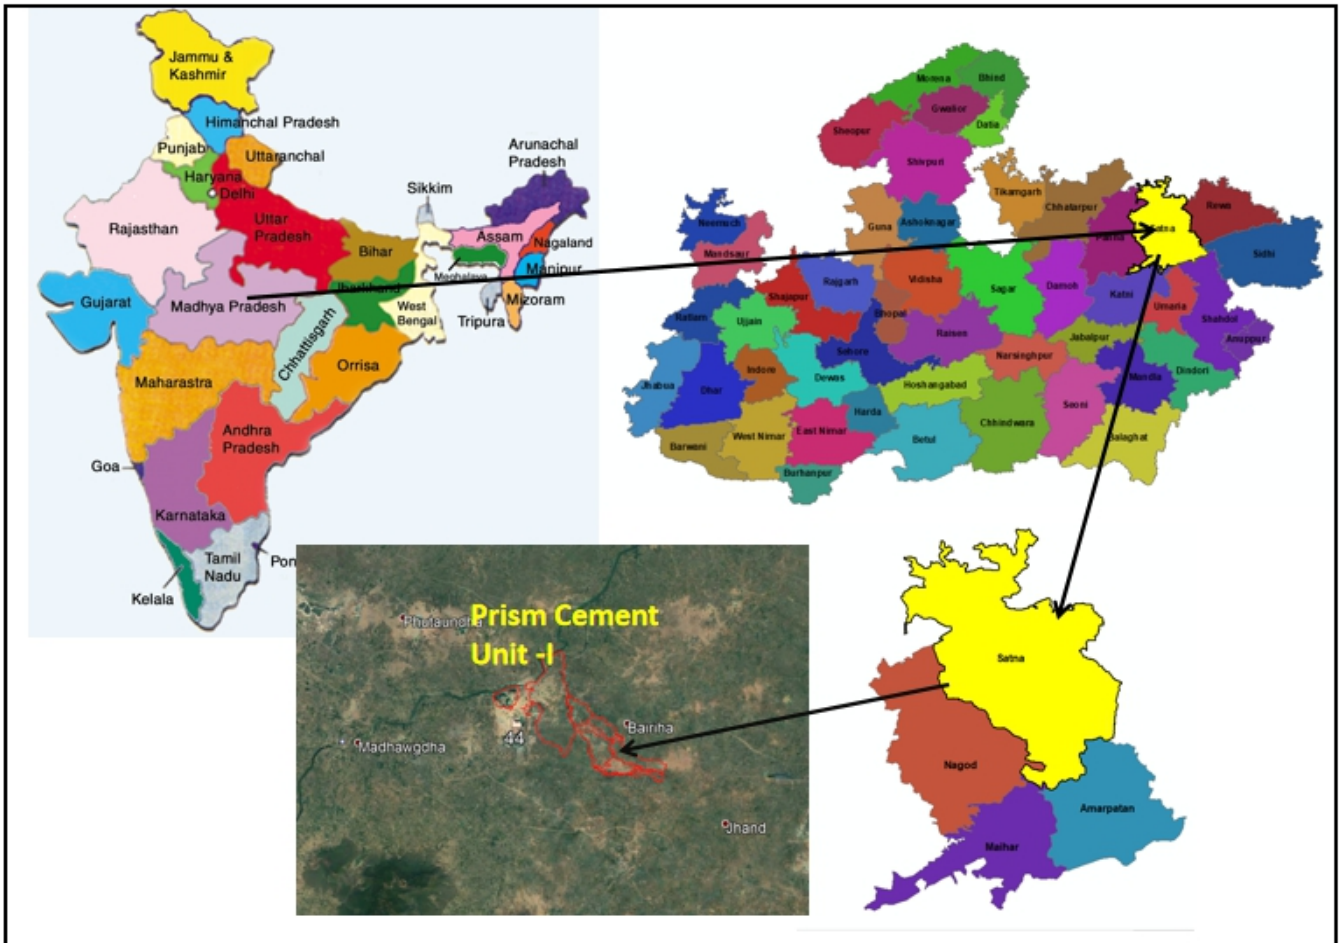 Jammu &
Kashmir
Himanchal Pradesh
Punjab
Uttaranchal
Haryana
Delhi
Arunachal
Pradesh
Sikkim
Rajasthan
Uttar
Pradesh
Bihar
Assam
Nagaland
Meghalaya
Manipur
Gujarat
Madhya Pradesh
Jharkhand
West
Bengal
Tripura
Mizoram
Chhattisgarh
Maharastra
Orrisa
Andhra
Pradesh
Goa
Karnataka
Tamil
Nadu
Pon
Kelala
Morena
Bhied
Gwalior
Datia
Sheopur
Shivpuri
Tikamgarh
Chhatarpur
Panna
Satna
Rewa
Sidhi
Neemuch
Mandsaur
Guna
Ashoknagar
Rajgarh
Vidisha
Sagar
Damoh
Katni
Umaria
Shahdol
Anuppur
Shajapur
Ratlam
Ujjain
Bhopal
Raisen
Jabalpur
Narsinghpur
Sehore
Jhabua
Dhar
Indore
Dewas
Hoshangabad
Mandla
Dindori
Harda
Seoni
Chhindwara
Barwani
West Nimar
East Nimar
Betul
Balaghat
Burhanpur
Prism Cement
Unit -I
Bairiha
44
Madhawgdha
Jhand
Satna
Nagod
Amarpatan
Maihar